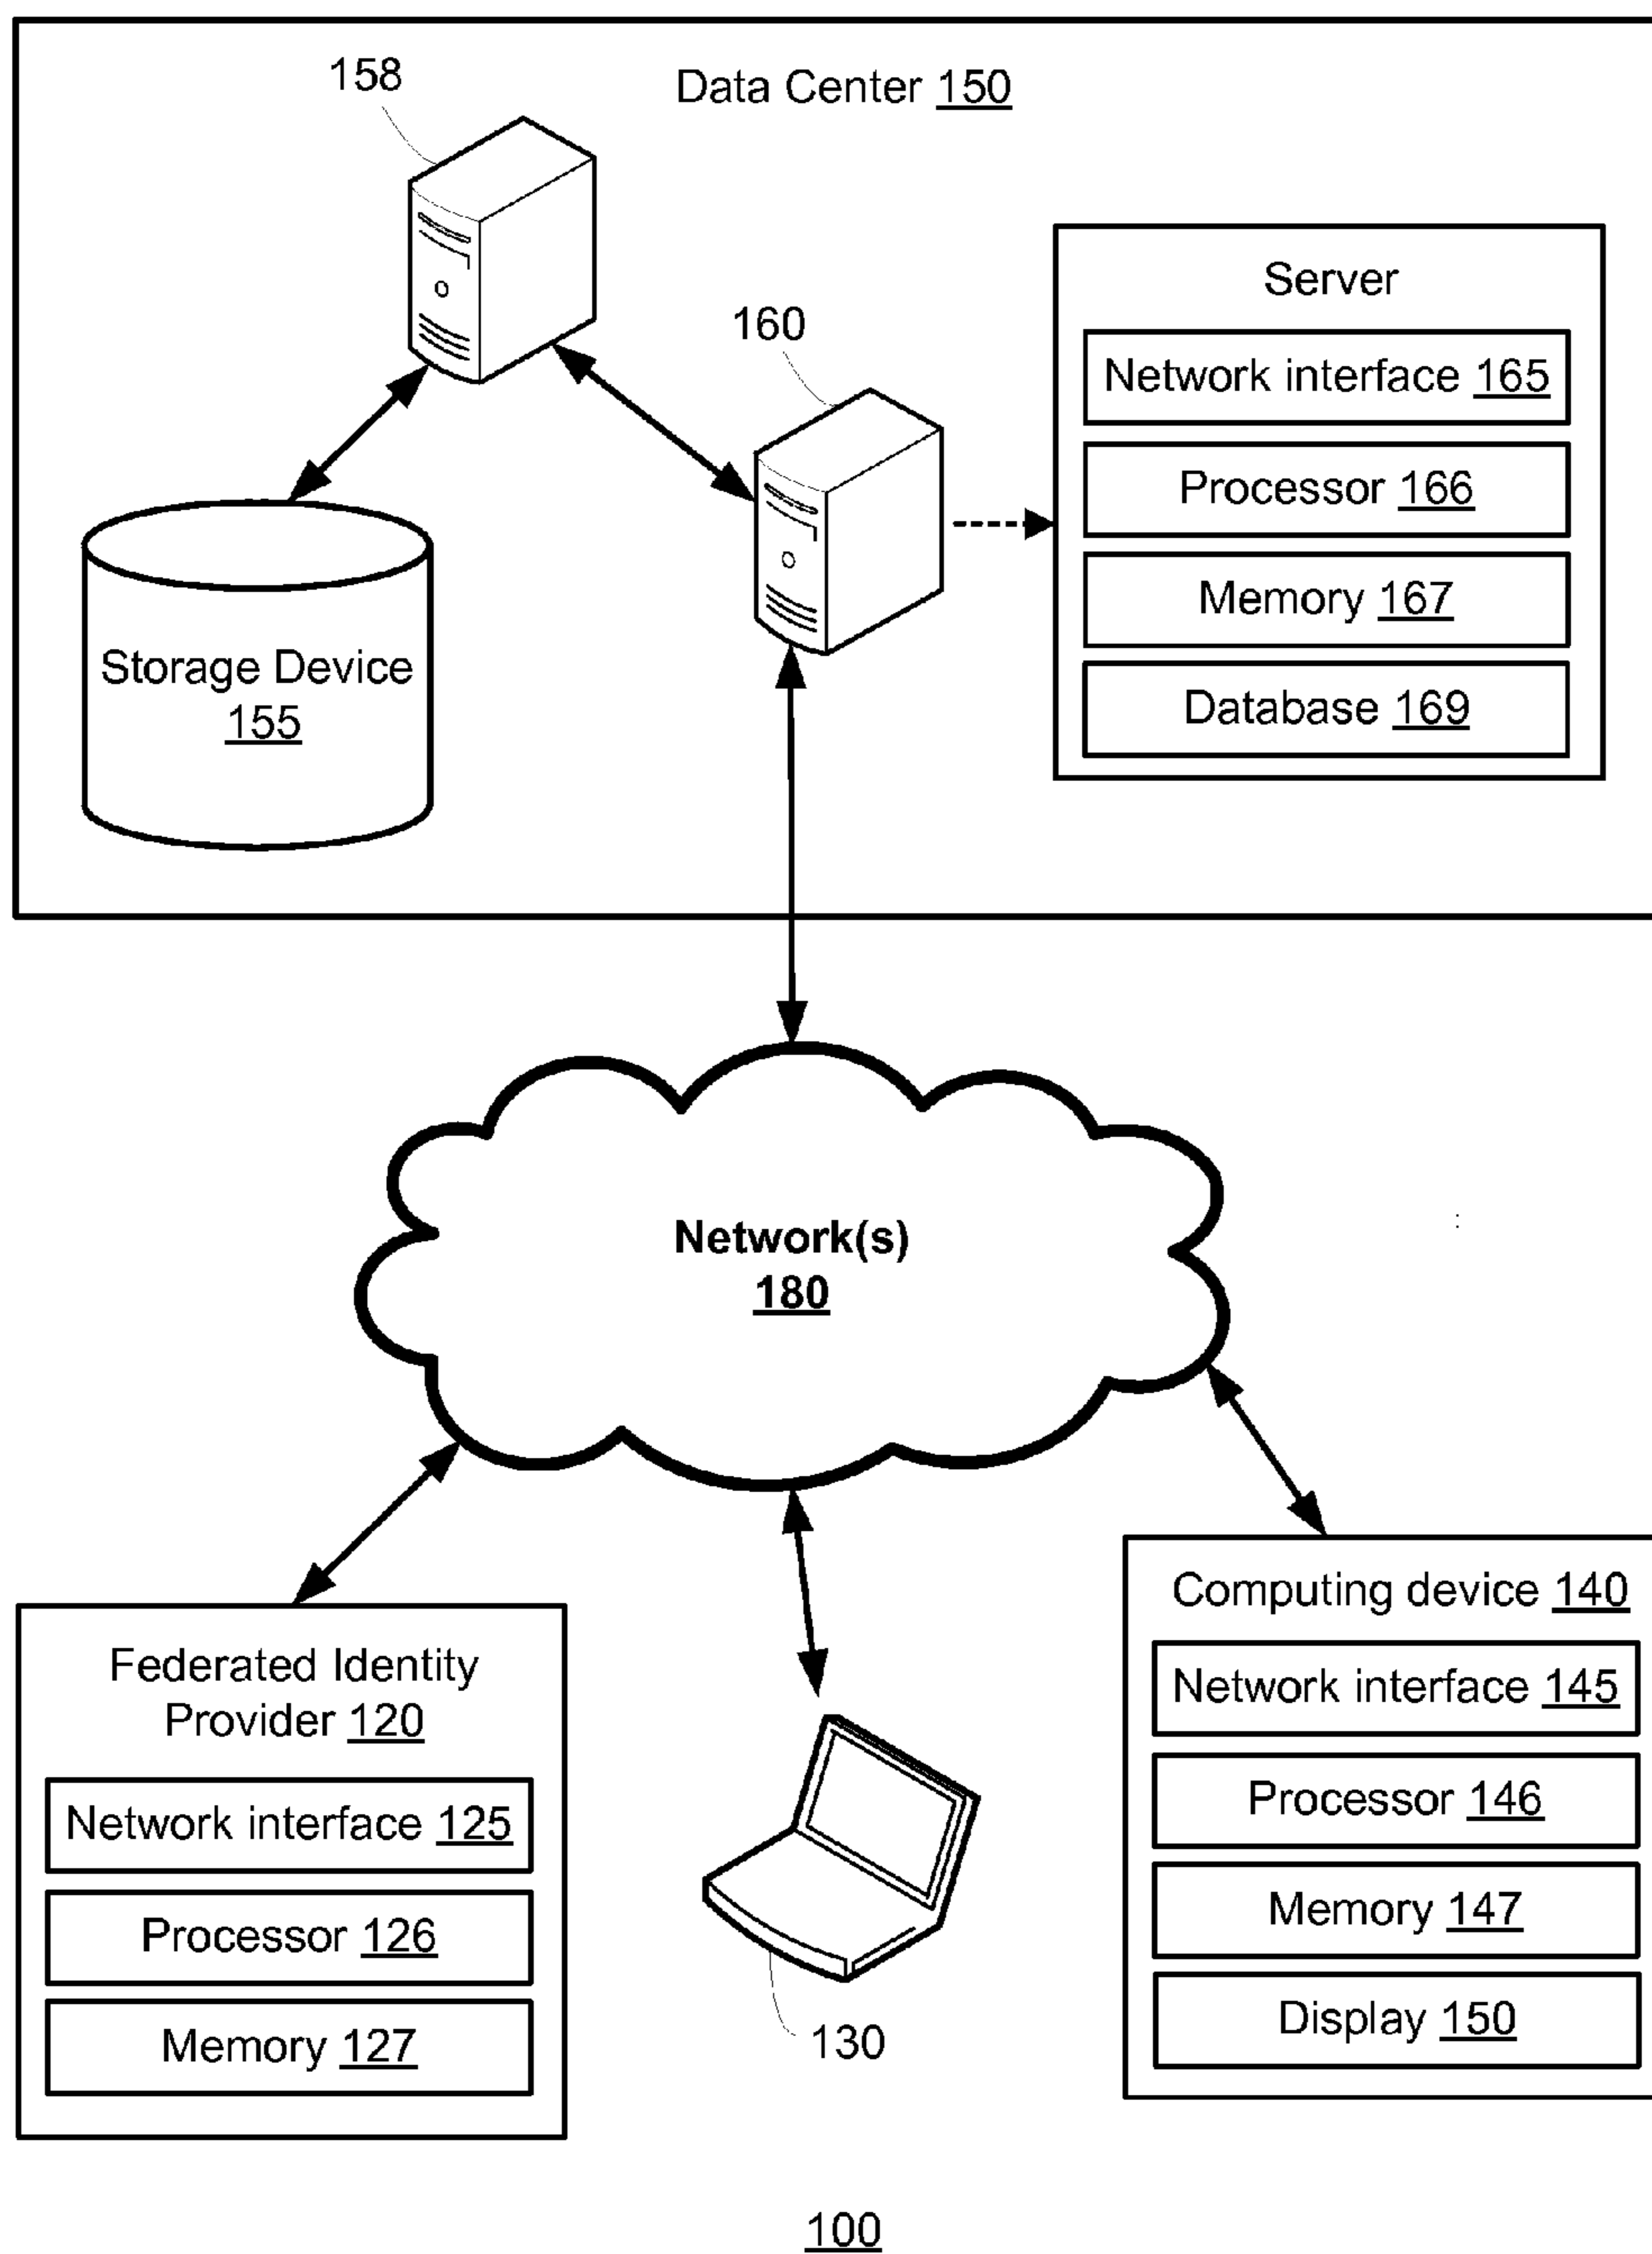 Data Center 150
158
160
Server
Network interface 165
Processor 166
Memory 167
Database 169
Storage Device
155
Network(s)
180
Federated Identity
Provider 120
Network interface 125
Processor 126
Memory 127
130
Computing device 140
Network interface 145
Processor 146
Memory 147
Display 150
100